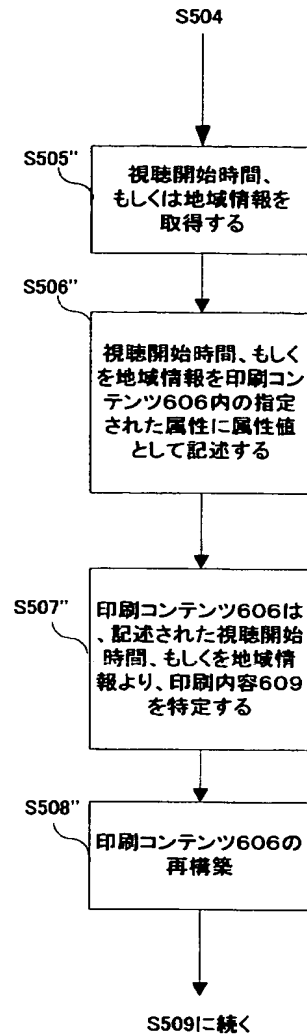 S504
S505"
視聴開始時間、
もしくは地域情報を
取得する
S506"
視聴開始時間、もしく
を地域情報を印刷コン
テンツ606内の指定
された属性に属性値
として記述する
S507"
印刷コンテンツ606は
、記述された視聴開始
時間、もしくを地域情
報より、印刷内容609
を特定する
S508"
印刷コンテンツ606の
再構築
S509に続く